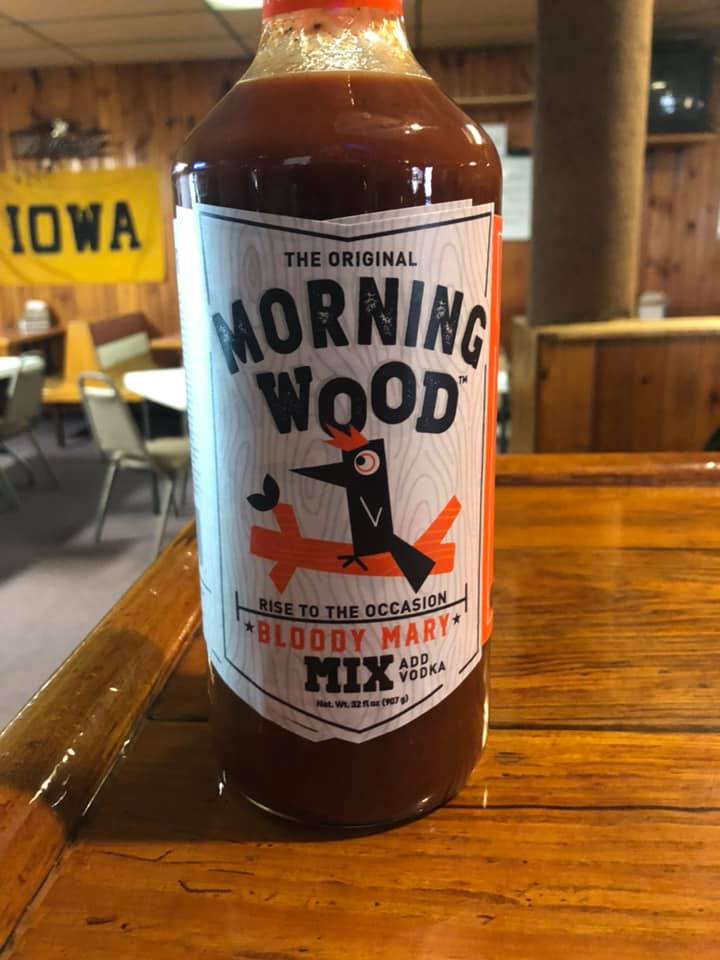 IOWA
THE ORIGINAL
MORNING
WOOD™
RISE TO THE OCCASION
*BLOODY MARY*
MIX ADD
VODKA
Net. Wt. 32 fl oz (907 g)